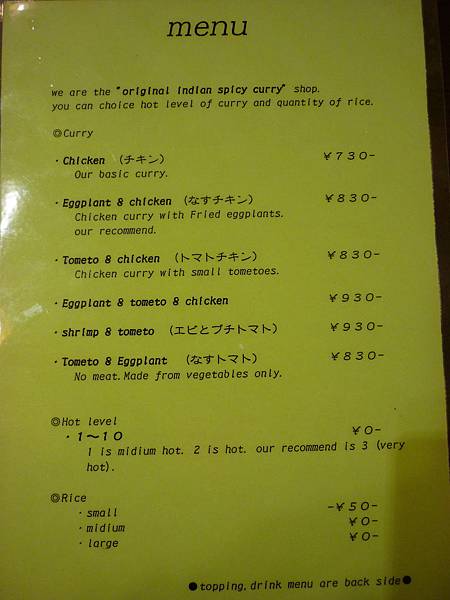 menu
we are the "original indian spicy curry" shop.
you can choice hot level of curry and quantity of rice.
◎Curry
・Chicken (チキン) ￥730-
Our basic curry.
・Eggplant & chicken (なすチキン) ￥830-
Chicken curry with Fried eggplants.
our recommend.
・Tometo & chicken (トマトチキン) ￥830-
Chicken curry with small tometoes.
・Eggplant & tometo & chicken ￥930-
・shrimp & tometo (エビとプチトマト) ￥930-
・Tometo & Eggplant (なすトマト) ￥830-
No meat. Made from vegetables only.
◎Hot level
・1〜10 ￥0-
1 is midium hot. 2 is hot. our recommend is 3 (very
hot).
◎Rice
・small -￥50-
・midium ￥0-
・large ￥0-
●topping, drink menu are back side●